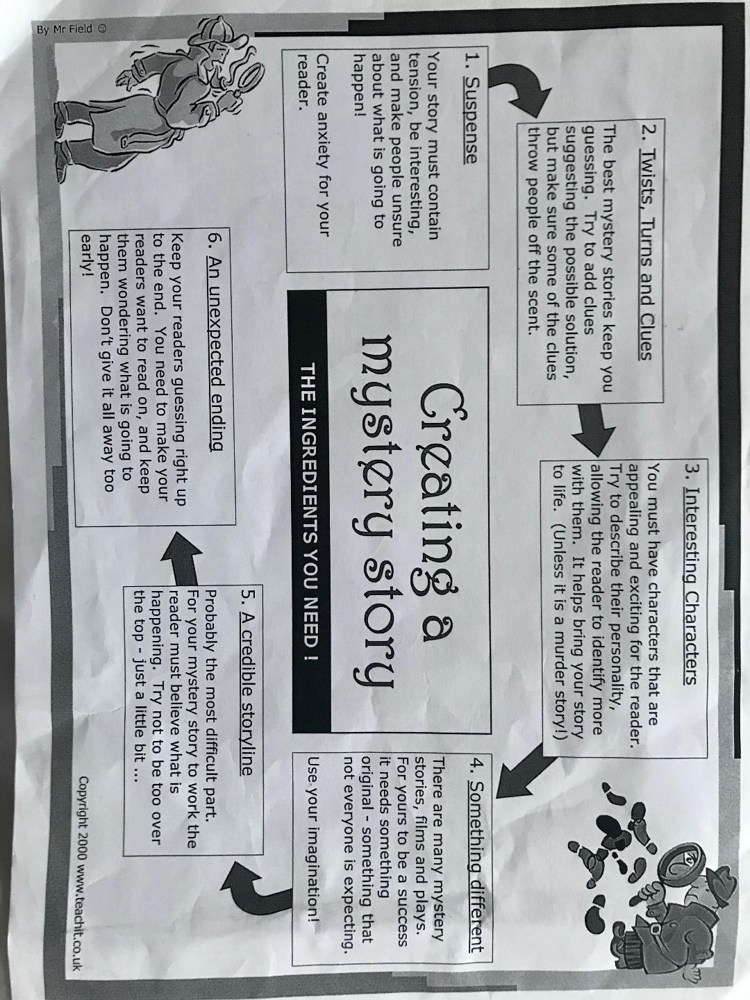 1. Suspense
Your story must contain
tension, be interesting,
and make people unsure
about what is going to
happen!
Create anxiety for your
reader.
2. Twists, Turns and Clues
The best mystery stories keep you
guessing. Try to add clues
suggesting the possible solution,
but make sure some of the clues
throw people off the scent.
3. Interesting Characters
You must have characters that are
appealing and exciting for the reader.
Try to describe their personality,
allowing the reader to identify more
with them. It helps bring your story
to life. (Unless it is a murder story!)
Creating a
mystery story
THE INGREDIENTS YOU NEED !
4. Something different
There are many mystery
stories, films and plays.
For yours to be a success
it needs something
original - something that
not everyone is expecting.
Use your imagination!
5. A credible storyline
Probably the most difficult part.
For your mystery story to work the
reader must believe what is
happening. Try not to be too over
the top - just a little bit ...
6. An unexpected ending
Keep your readers guessing right up
to the end. You need to make your
readers want to read on, and keep
them wondering what is going to
happen. Don't give it all away too
early!
By Mr Field ☺
Copyright 2000 www.teachit.co.uk